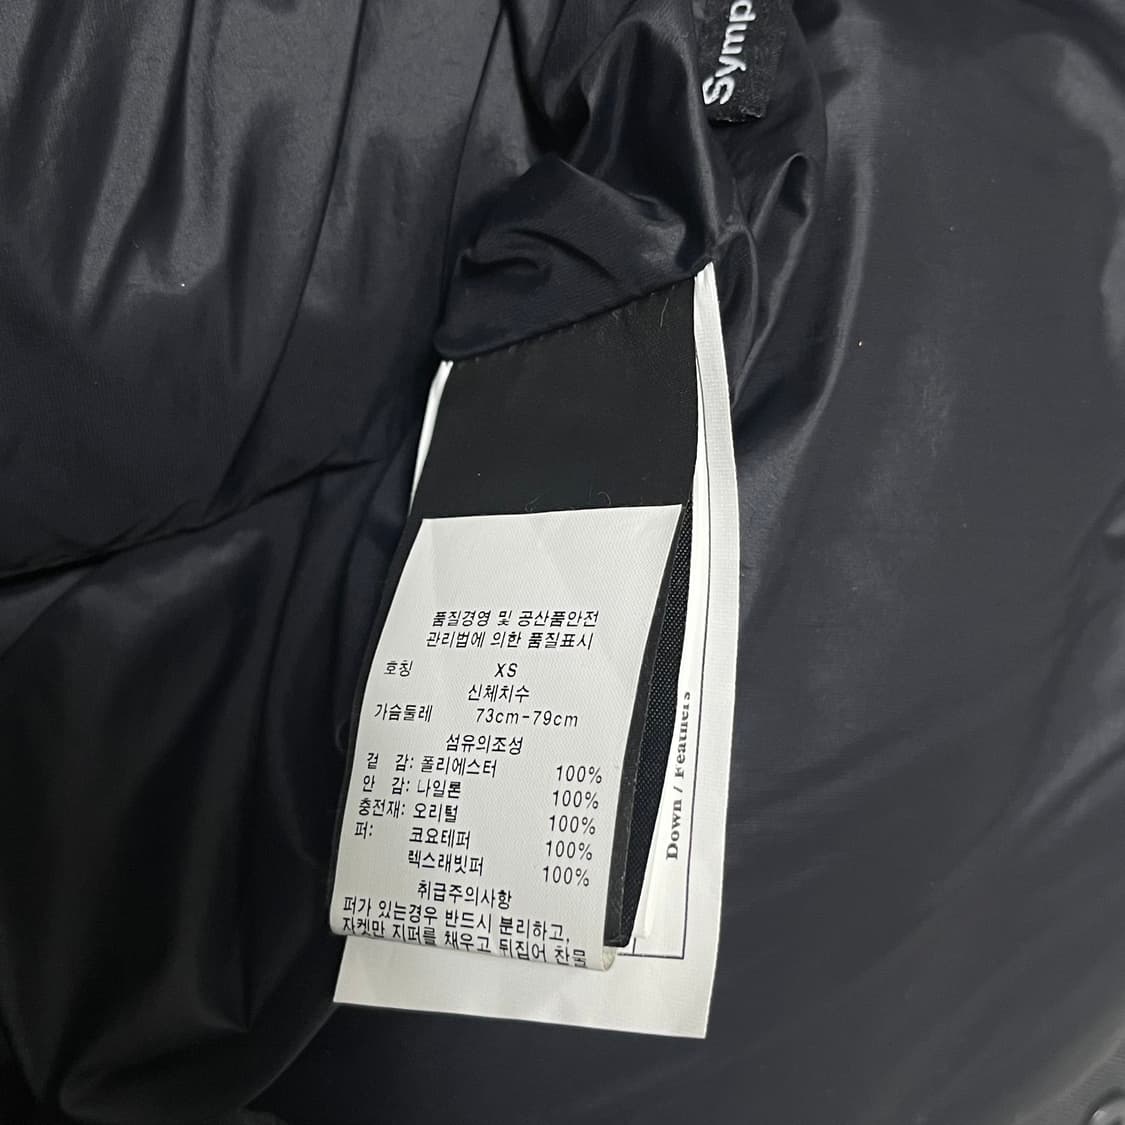 Symp
품질경영 및 공산품안전
관리법에 의한 품질표시
호칭 XS
신체치수
가슴둘레 73cm-79cm
섬유의조성
겉 감: 폴리에스터 100%
안 감: 나일론 100%
충전재: 오리털 100%
퍼: 코요테퍼 100%
렉스래빗퍼 100%
취급주의사항
퍼가 있는경우 반드시 분리하고,
자켓만 지퍼를 채우고 뒤집어 찬물
Down / Feathers